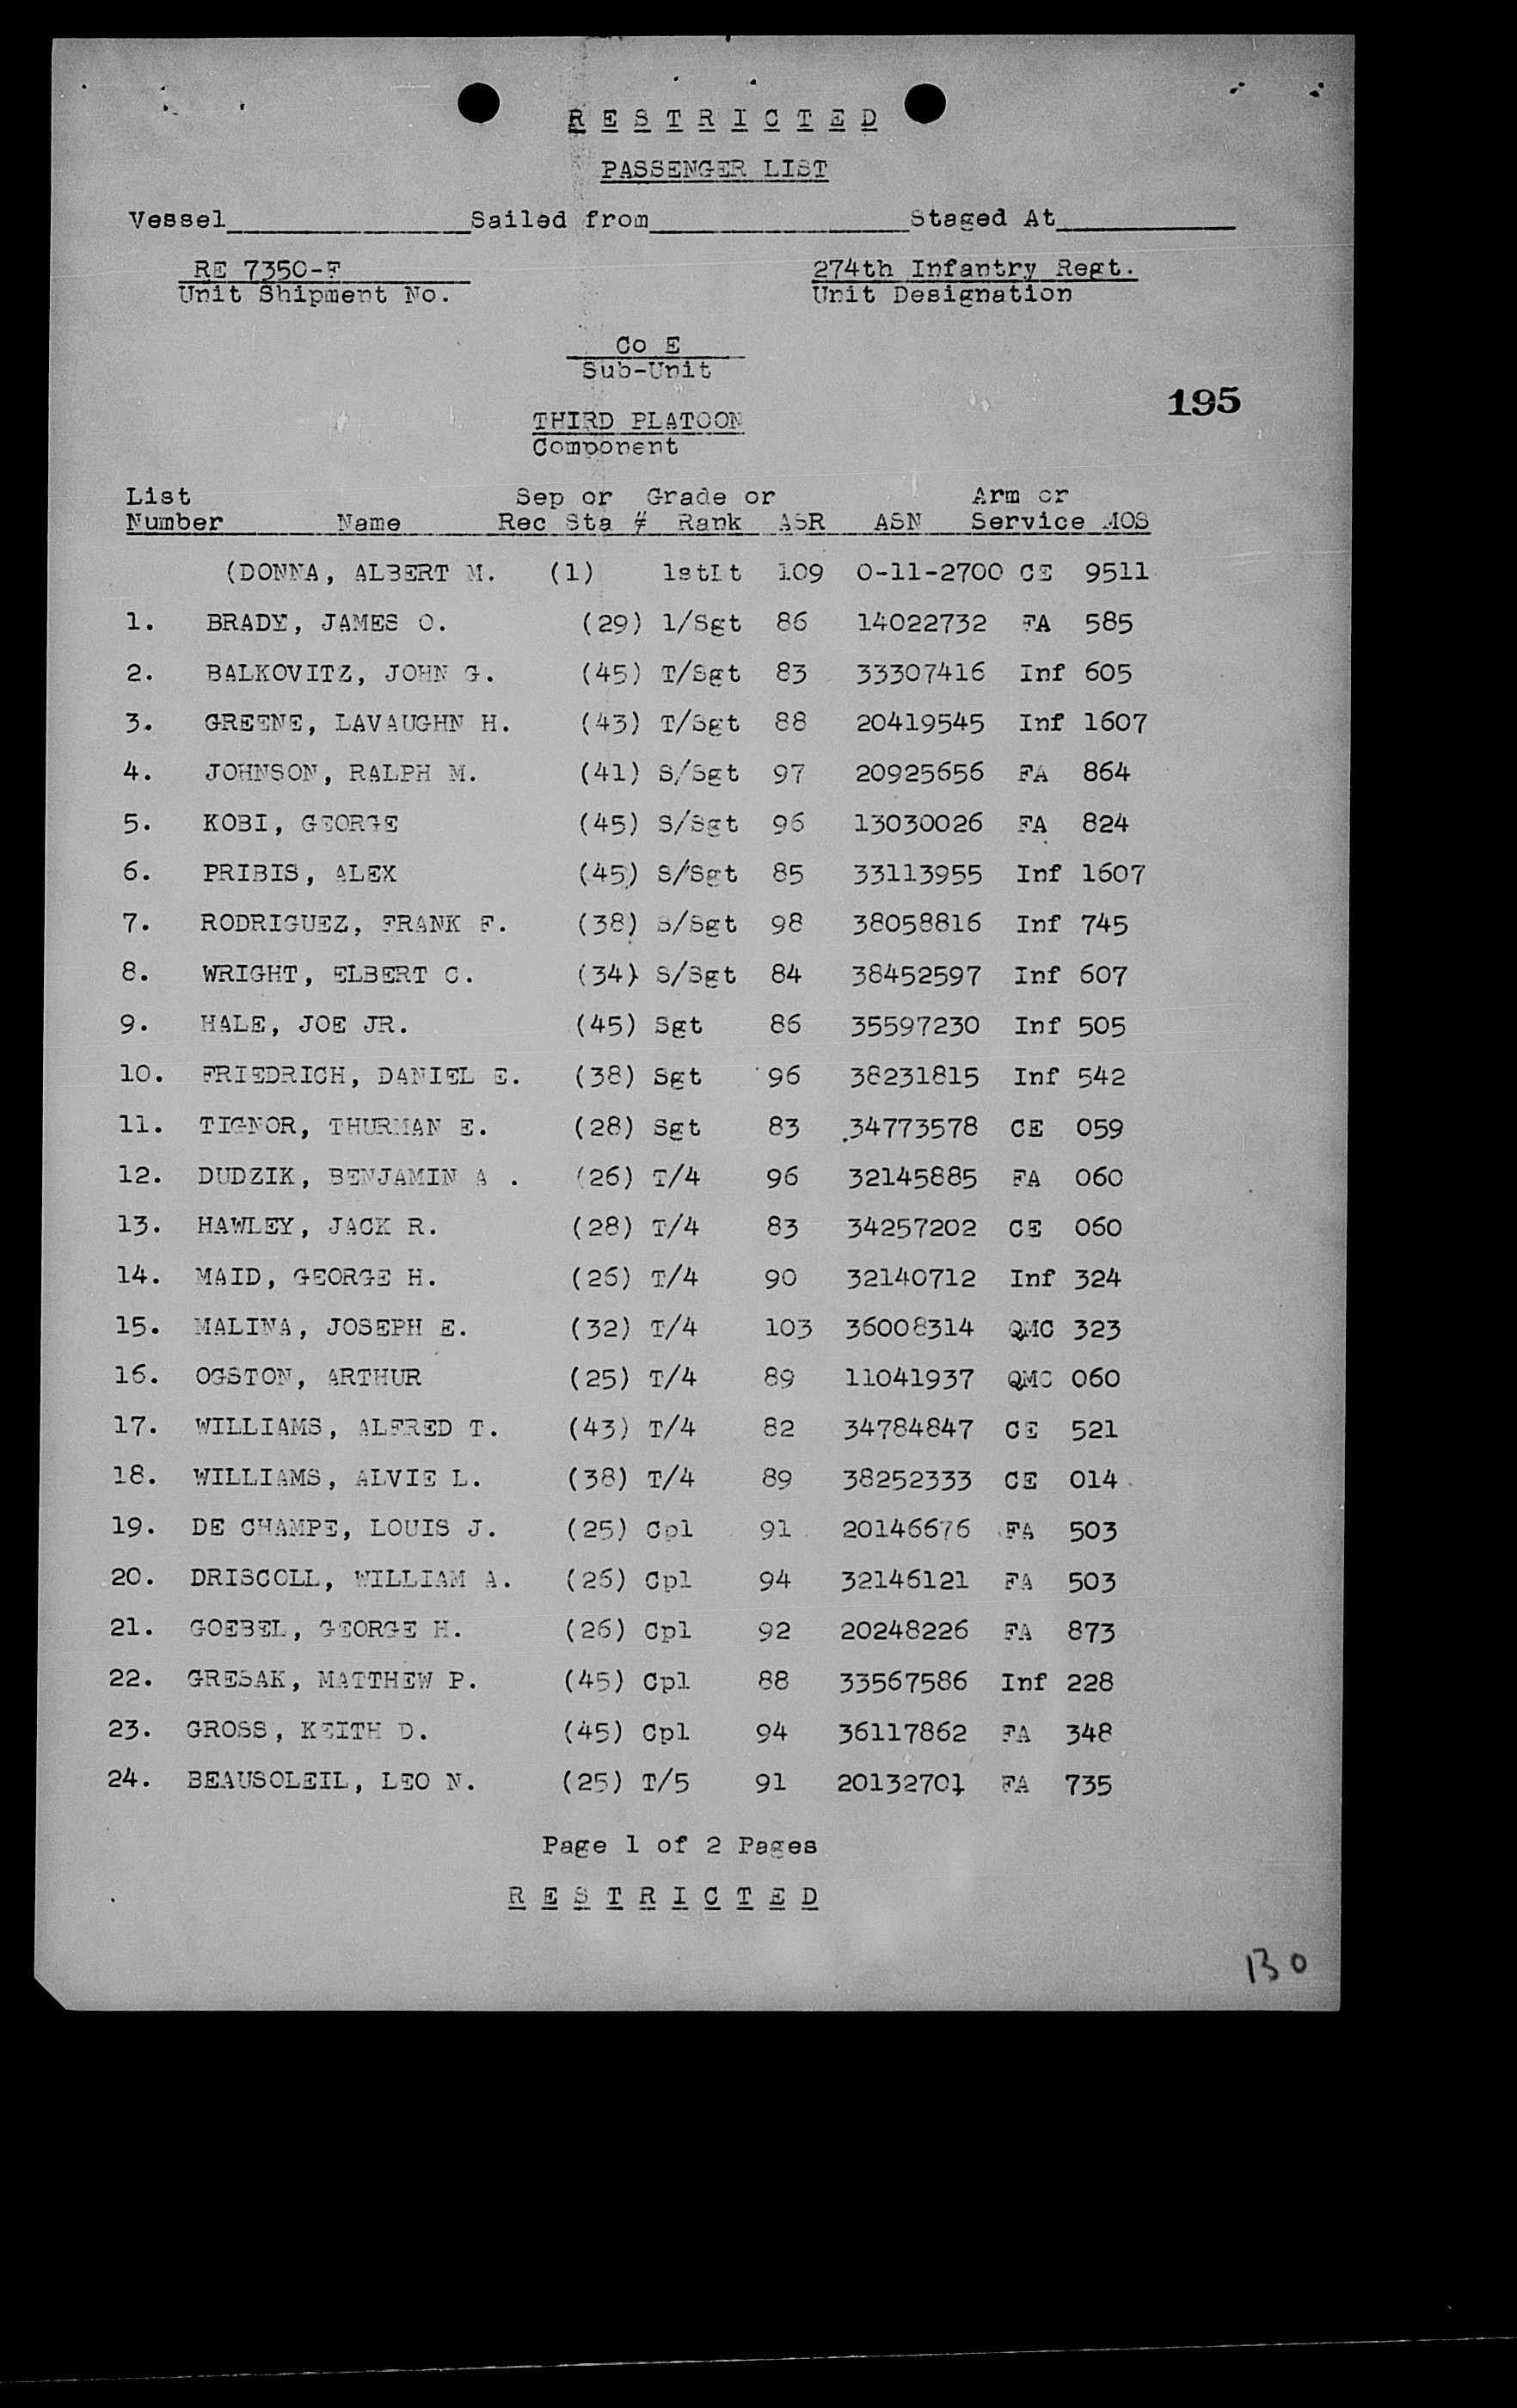 R E S T R I C T E D
PASSENGER LIST
Vessel_______________Sailed from________________Staged At___________
RE 7350-F 274th Infantry Regt.
Unit Shipment No. Unit Designation
Co E
Sub-Unit
195
THIRD PLATOON
Component
List Sep or Grade or Arm or
Number Name Rec Sta # Rank ASR ASN Service MOS
(DONNA, ALBERT M. (1) 1stLt 109 0-11-2700 CE 9511
1. BRADY, JAMES O. (29) 1/Sgt 86 14022732 FA 585
2. BALKOVITZ, JOHN G. (45) T/Sgt 83 33307416 Inf 605
3. GREENE, LAVAUGHN H. (43) T/Sgt 88 20419545 Inf 1607
4. JOHNSON, RALPH M. (41) S/Sgt 97 20925656 FA 864
5. KOBI, GEORGE (45) S/Sgt 96 13030026 FA 824
6. PRIBIS, ALEX (45) S/Sgt 85 33113955 Inf 1607
7. RODRIGUEZ, FRANK F. (38) S/Sgt 98 38058816 Inf 745
8. WRIGHT, ELBERT C. (34) S/Sgt 84 38452597 Inf 607
9. HALE, JOE JR. (45) Sgt 86 35597230 Inf 505
10. FRIEDRICH, DANIEL E. (38) Sgt 96 38231815 Inf 542
11. TIGNOR, THURMAN E. (28) Sgt 83 34773578 CE 059
12. DUDZIK, BENJAMIN A . (26) T/4 96 32145885 FA 060
13. HAWLEY, JACK R. (28) T/4 83 34257202 CE 060
14. MAID, GEORGE H. (26) T/4 90 32140712 Inf 324
15. MALINA, JOSEPH E. (32) T/4 103 36008314 QMC 323
16. OGSTON, ARTHUR (25) T/4 89 11041937 QMC 060
17. WILLIAMS, ALFRED T. (43) T/4 82 34784847 CE 521
18. WILLIAMS, ALVIE L. (38) T/4 89 38252333 CE 014
19. DE CHAMPE, LOUIS J. (25) Cpl 91 20146676 FA 503
20. DRISCOLL, WILLIAM A. (26) Cpl 94 32146121 FA 503
21. GOEBEL, GEORGE H. (26) Cpl 92 20248226 FA 873
22. GRESAK, MATTHEW P. (45) Cpl 88 33567586 Inf 228
23. GROSS, KEITH D. (45) Cpl 94 36117862 FA 348
24. BEAUSOLEIL, LEO N. (25) T/5 91 20132701 FA 735
Page 1 of 2 Pages
R E S T R I C T E D
130